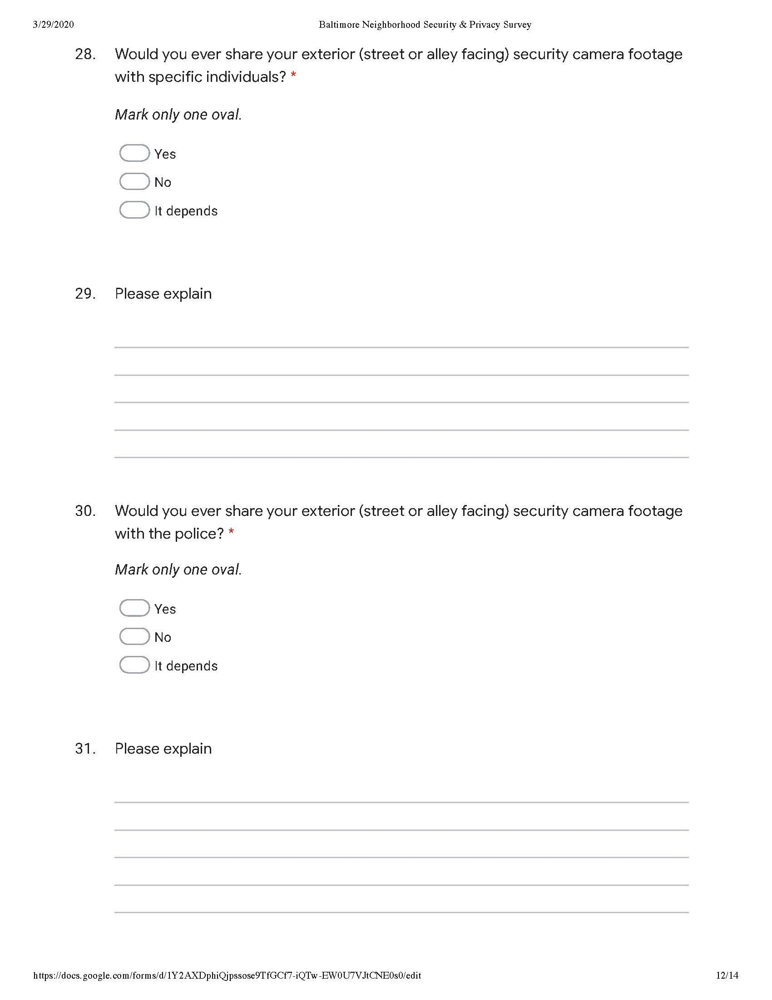 3/29/2020 Baltimore Neighborhood Security & Privacy Survey
28. Would you ever share your exterior (street or alley facing) security camera footage
with specific individuals? *
Mark only one oval.
Yes
No
It depends
29. Please explain
30. Would you ever share your exterior (street or alley facing) security camera footage
with the police? *
Mark only one oval.
Yes
No
It depends
31. Please explain
https://docs.google.com/forms/d/1Y2AXDphiQjpssose9TfGCf7-iQTw-EW0U7VJtCNE0s0/edit 12/14